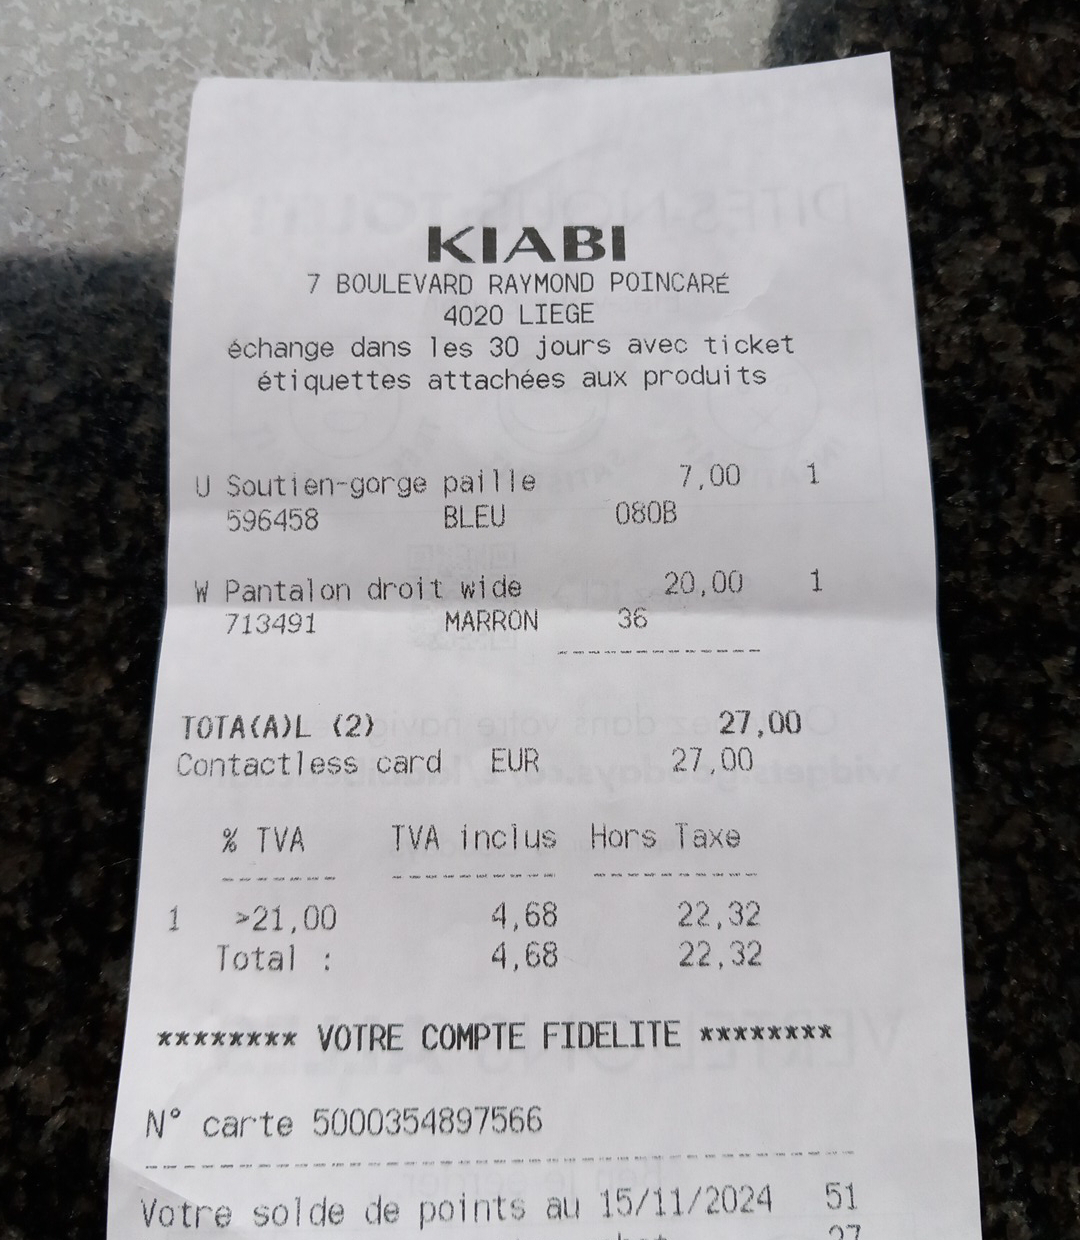 KIABI
7 BOULEVARD RAYMOND POINCARÉ
4020 LIEGE
échange dans les 30 jours avec ticket
étiquettes attachées aux produits
U Soutien-gorge paille 7,00 1
596458 BLEU 080B
W Pantalon droit wide 20,00 1
713491 MARRON 36
TOTA(A)L (2) 27,00
Contactless card EUR 27,00
% TVA TVA inclus Hors Taxe
1 >21,00 4,68 22,32
Total : 4,68 22,32
******** VOTRE COMPTE FIDELITE ********
N° carte 5000354897566
Votre solde de points au 15/11/2024 51